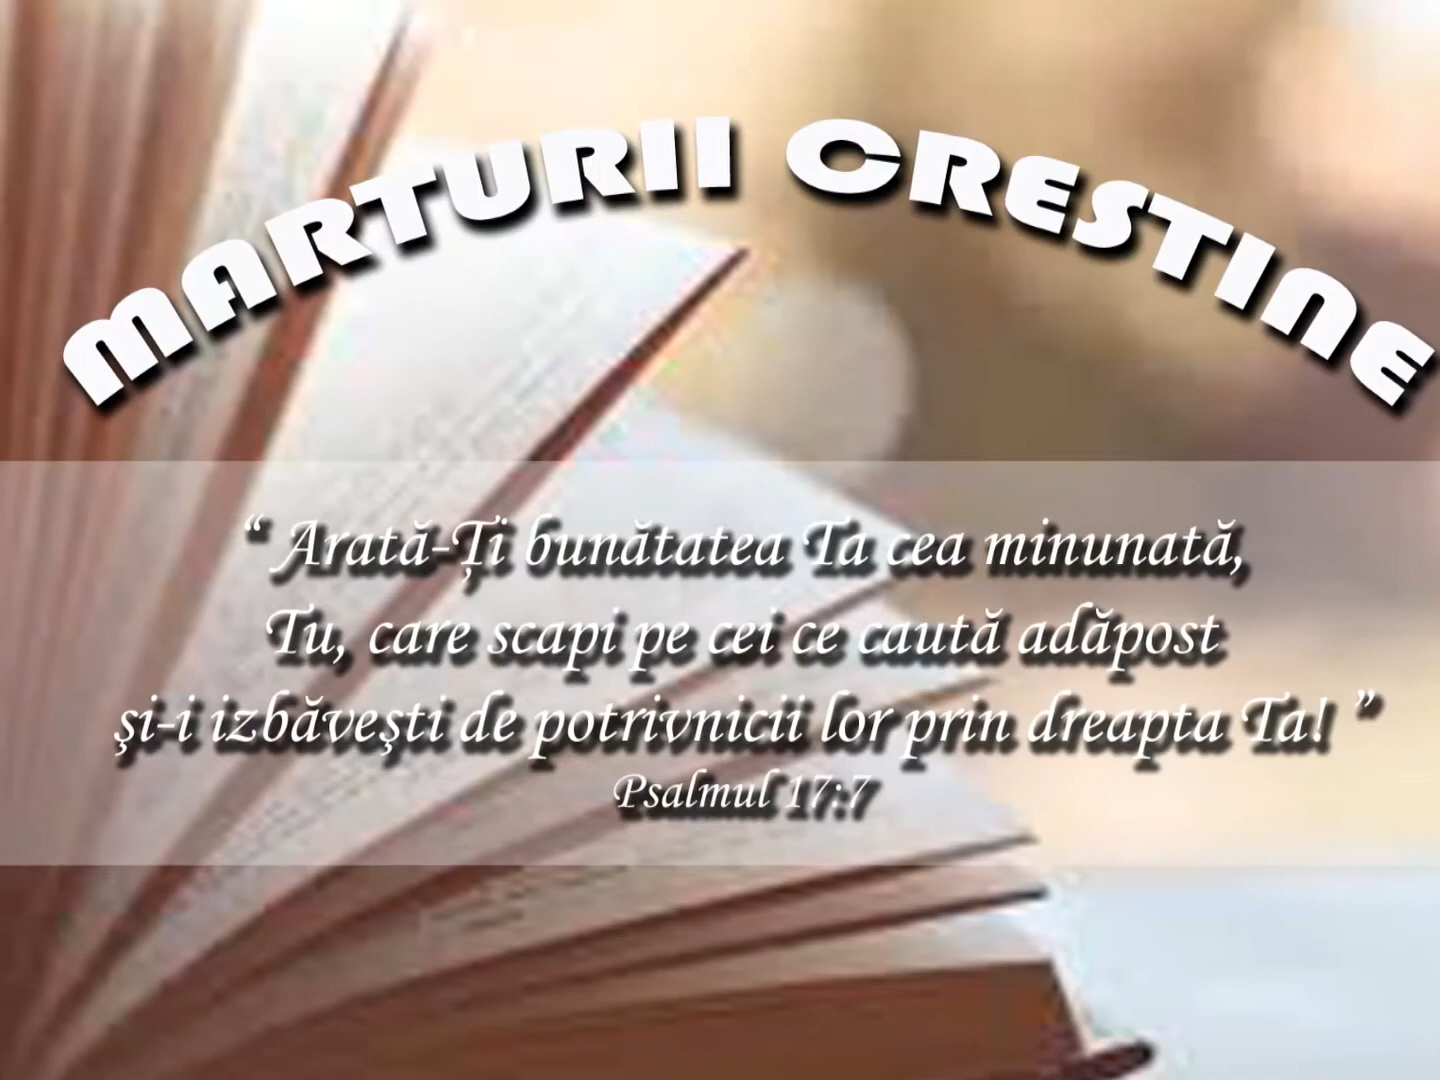 MARTURII CRESTINE
“ Arată-Ți bunătatea Ta cea minunată,
Tu, care scapi pe cei ce caută adăpost
şi-i izbăveşti de potrivnicii lor prin dreapta Ta! ”
Psalmul 17:7